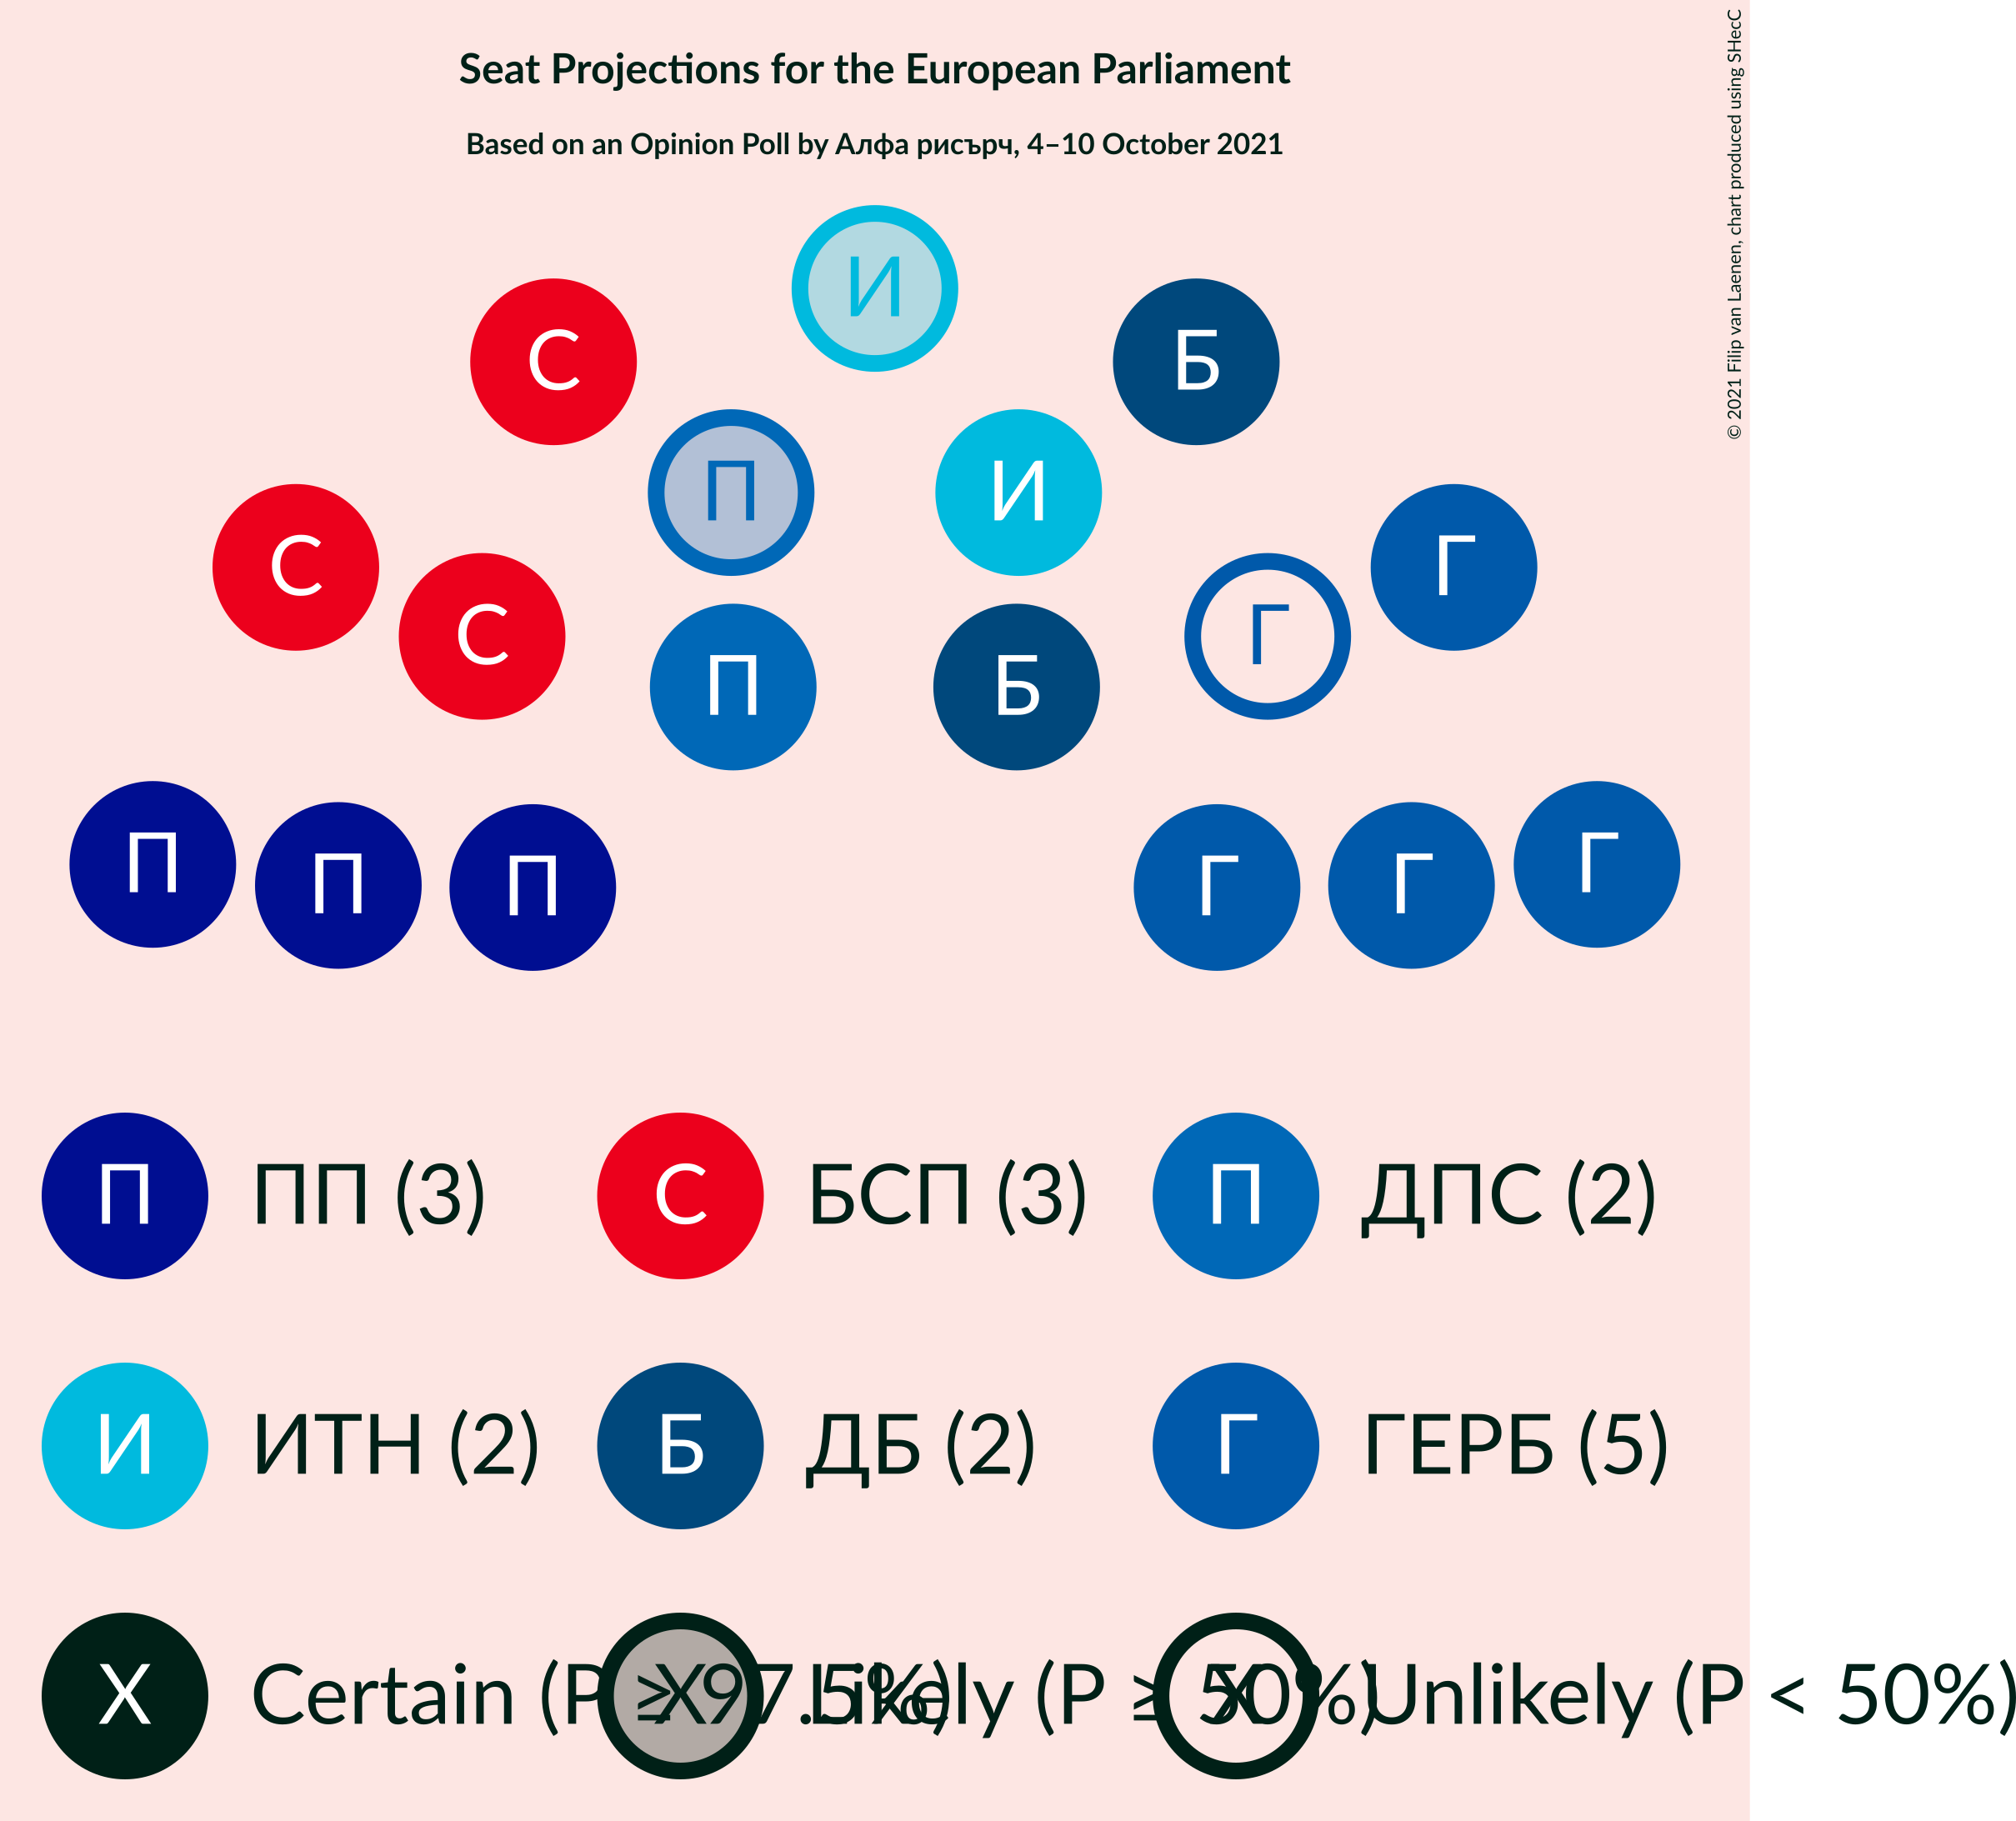 Seat Projections for the European Parliament
Based on an Opinion Poll by Алфа рисърч, 4–10 October 2021
© 2021 Filip van Laenen, chart produced using SHecC
И
С
Б
П
И
С
Г
С
Г
П
Б
П
П
П
Г
Г
Г
П ПП (3)
С БСП (3)
П ДПС (2)
И ИТН (2)
Б ДБ (2)
Г ГЕРБ (5)
X Certain (P ≥ 97.5%)
X Likely (P ≥ 50%)
X Unlikely (P < 50%)